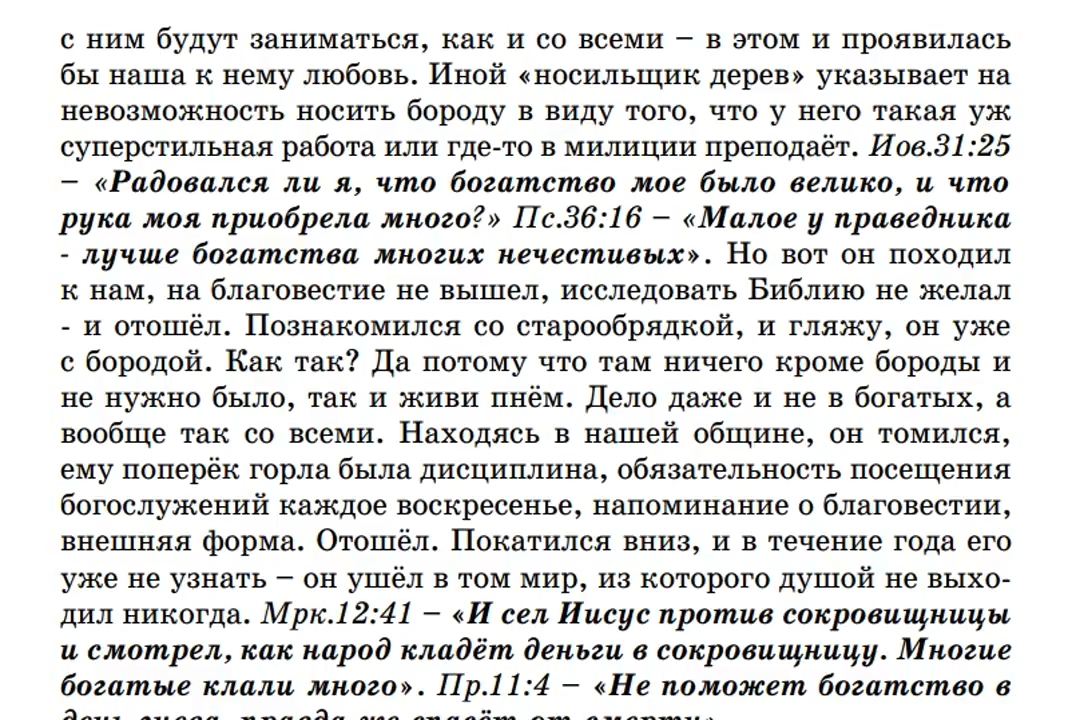 с ним будут заниматься, как и со всеми – в этом и проявилась
бы наша к нему любовь. Иной «носильщик дерев» указывает на
невозможность носить бороду в виду того, что у него такая уж
суперстильная работа или где-то в милиции преподаёт. Иов.31:25
– «Радовался ли я, что богатство мое было велико, и что
рука моя приобрела много?» Пс.36:16 – «Малое у праведника
- лучше богатства многих нечестивых». Но вот он походил
к нам, на благовестие не вышел, исследовать Библию не желал
- и отошёл. Познакомился со старообрядкой, и гляжу, он уже
с бородой. Как так? Да потому что там ничего кроме бороды и
не нужно было, так и живи пнём. Дело даже и не в богатых, а
вообще так со всеми. Находясь в нашей общине, он томился,
ему поперёк горла была дисциплина, обязательность посещения
богослужений каждое воскресенье, напоминание о благовестии,
внешняя форма. Отошёл. Покатился вниз, и в течение года его
уже не узнать – он ушёл в том мир, из которого душой не выхо-
дил никогда. Мрк.12:41 – «И сел Иисус против сокровищницы
и смотрел, как народ кладёт деньги в сокровищницу. Многие
богатые клали много». Пр.11:4 – «Не поможет богатство в
день гнева, правда же спасёт от смерти».